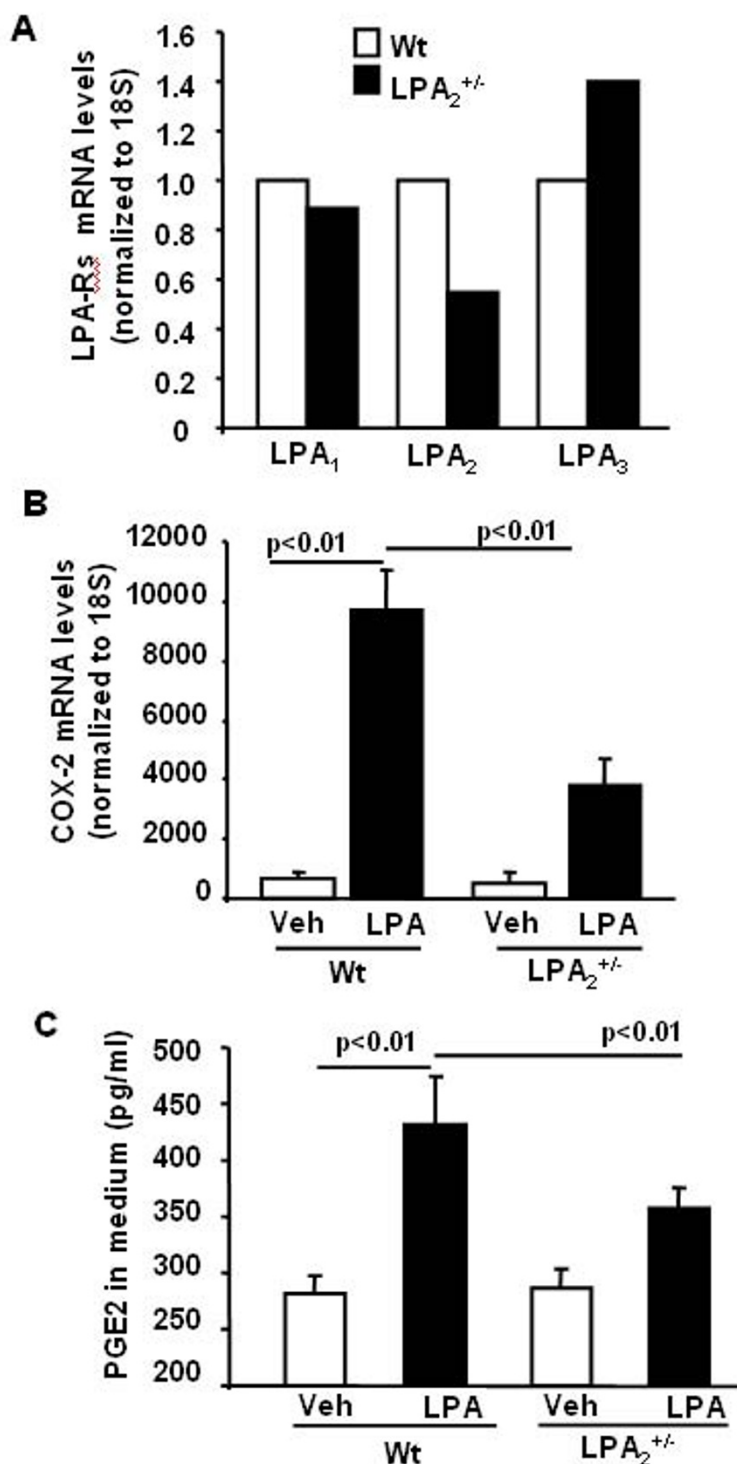 A
LPA-Rs mRNA levels
(normalized to 18S)
1.6
1.4
1.2
1.0
0.8
0.6
0.4
0.2
0
Wt
LPA₂⁺/⁻
LPA₁ LPA₂ LPA₃
B
COX-2 mRNA levels
(normalized to 18S)
12000
10000
8000
6000
4000
2000
0
p<0.01 p<0.01
Veh LPA Veh LPA
Wt LPA₂⁺/⁻
C
PGE2 in medium (pg/ml)
500
450
400
350
300
250
200
p<0.01 p<0.01
Veh LPA Veh LPA
Wt LPA₂⁺/⁻